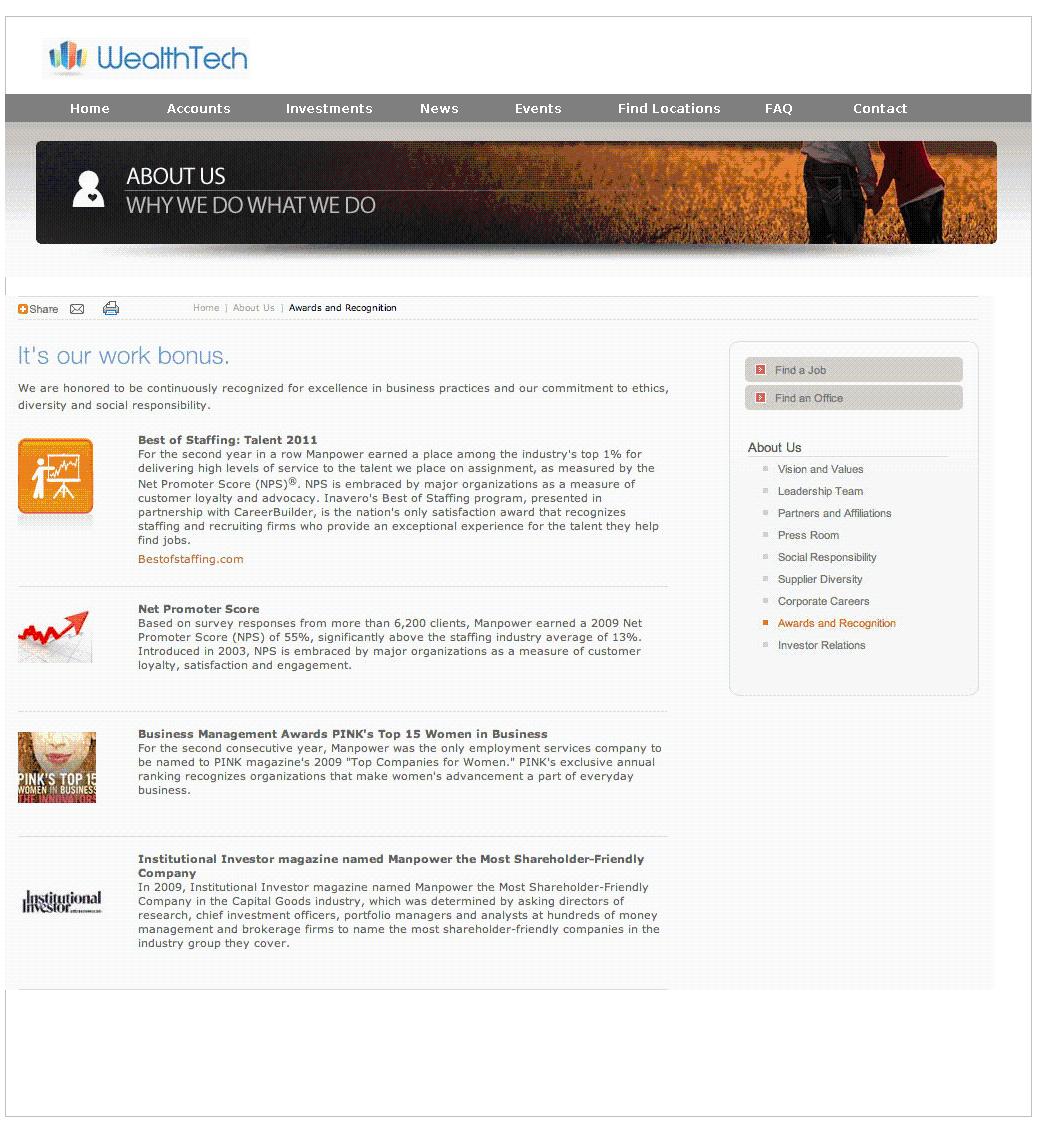 WealthTech
Home Accounts Investments News Events Find Locations FAQ Contact
ABOUT US
WHY WE DO WHAT WE DO
Share
Home | About Us | Awards and Recognition
It's our work bonus.
We are honored to be continuously recognized for excellence in business practices and our commitment to ethics,
diversity and social responsibility.
Best of Staffing: Talent 2011
For the second year in a row Manpower earned a place among the industry's top 1% for
delivering high levels of service to the talent we place on assignment, as measured by the
Net Promoter Score (NPS)®. NPS is embraced by major organizations as a measure of
customer loyalty and advocacy. Inavero's Best of Staffing program, presented in
partnership with CareerBuilder, is the nation's only satisfaction award that recognizes
staffing and recruiting firms who provide an exceptional experience for the talent they help
find jobs.
Bestofstaffing.com
Net Promoter Score
Based on survey responses from more than 6,200 clients, Manpower earned a 2009 Net
Promoter Score (NPS) of 55%, significantly above the staffing industry average of 13%.
Introduced in 2003, NPS is embraced by major organizations as a measure of customer
loyalty, satisfaction and engagement.
PINK'S TOP 15
WOMEN IN BUSINESS
THE INNOVATORS
Business Management Awards PINK's Top 15 Women in Business
For the second consecutive year, Manpower was the only employment services company to
be named to PINK magazine's 2009 "Top Companies for Women." PINK's exclusive annual
ranking recognizes organizations that make women's advancement a part of everyday
business.
Institutional
Investor
Institutional Investor magazine named Manpower the Most Shareholder-Friendly
Company
In 2009, Institutional Investor magazine named Manpower the Most Shareholder-Friendly
Company in the Capital Goods industry, which was determined by asking directors of
research, chief investment officers, portfolio managers and analysts at hundreds of money
management and brokerage firms to name the most shareholder-friendly companies in the
industry group they cover.
Find a Job
Find an Office
About Us
Vision and Values
Leadership Team
Partners and Affiliations
Press Room
Social Responsibility
Supplier Diversity
Corporate Careers
Awards and Recognition
Investor Relations